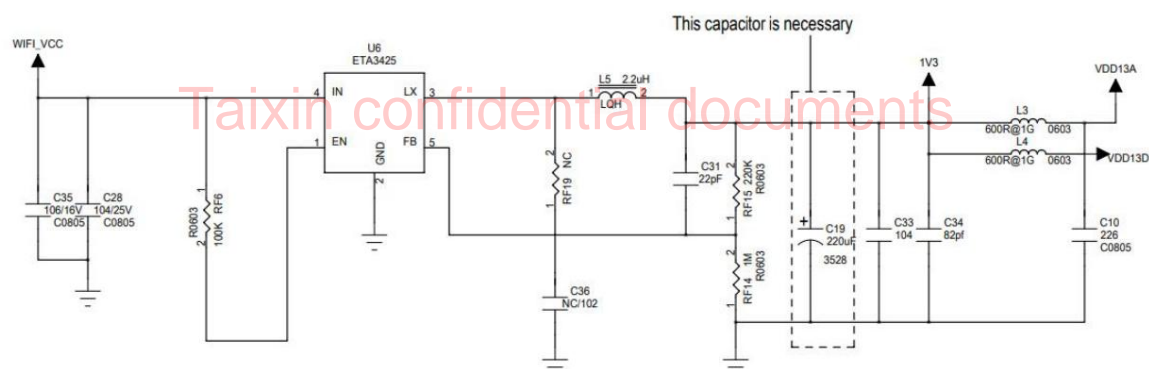 This capacitor is necessary
WIFI_VCC
U6
ETA3425
4 IN
LX 3
1 EN
FB 5
GND
2
L5 2.2uH
1 2
LQH
1V3
VDD13A
L3
600R@1G 0603
L4
600R@1G 0603
VDD13D
Taixin confidential documents
C35
106/16V
C0805
C28
104/25V
C0805
1
R0603
RF6
100K
2
2
NC
RF19
1
C36
NC/102
C31
22pF
2
220K
RF15
R0603
1
2
1M
RF14
R0603
1
+
C19
220uF
3528
C33
104
C34
82pf
C10
226
C0805